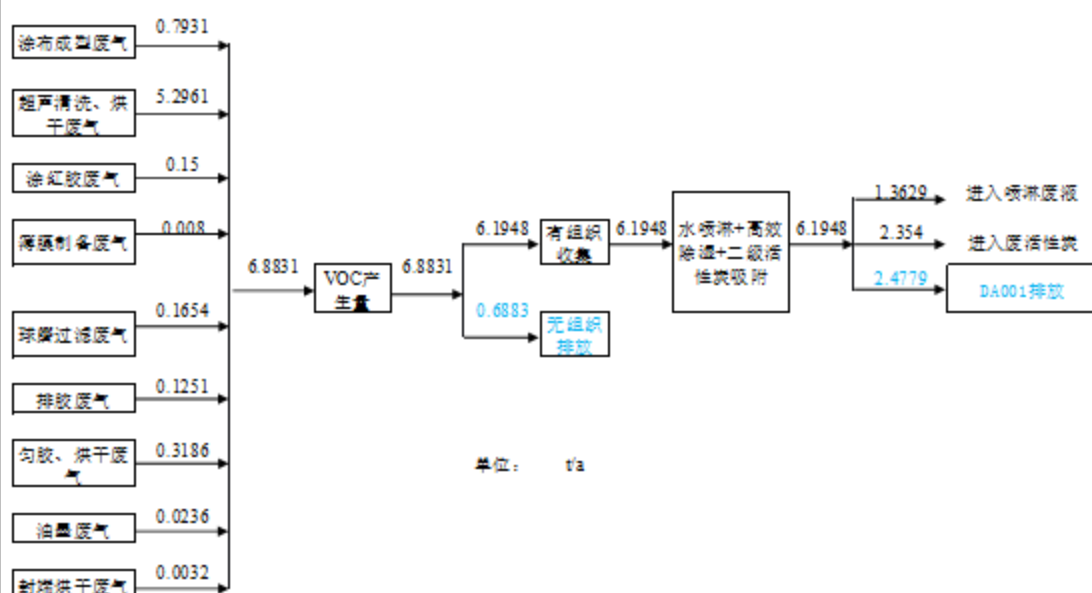 涂布成型废气
0.7931
超声清洗、烘
干废气
5.2961
涂红胶废气
0.15
薄膜制备废气
0.008
球磨过滤废气
0.1654
排胶废气
0.1251
匀胶、烘干废
气
0.3186
油墨废气
0.0236
封端烘干废气
0.0032
6.8831
VOC产
生量
6.8831
6.1948
有组织
收集
0.6883
无组织
排放
6.1948
水喷淋+高效
除湿+二级活
性炭吸附
6.1948
1.3629
进入喷淋废液
2.354
进入废活性炭
2.4779
DA001排放
单位： t/a